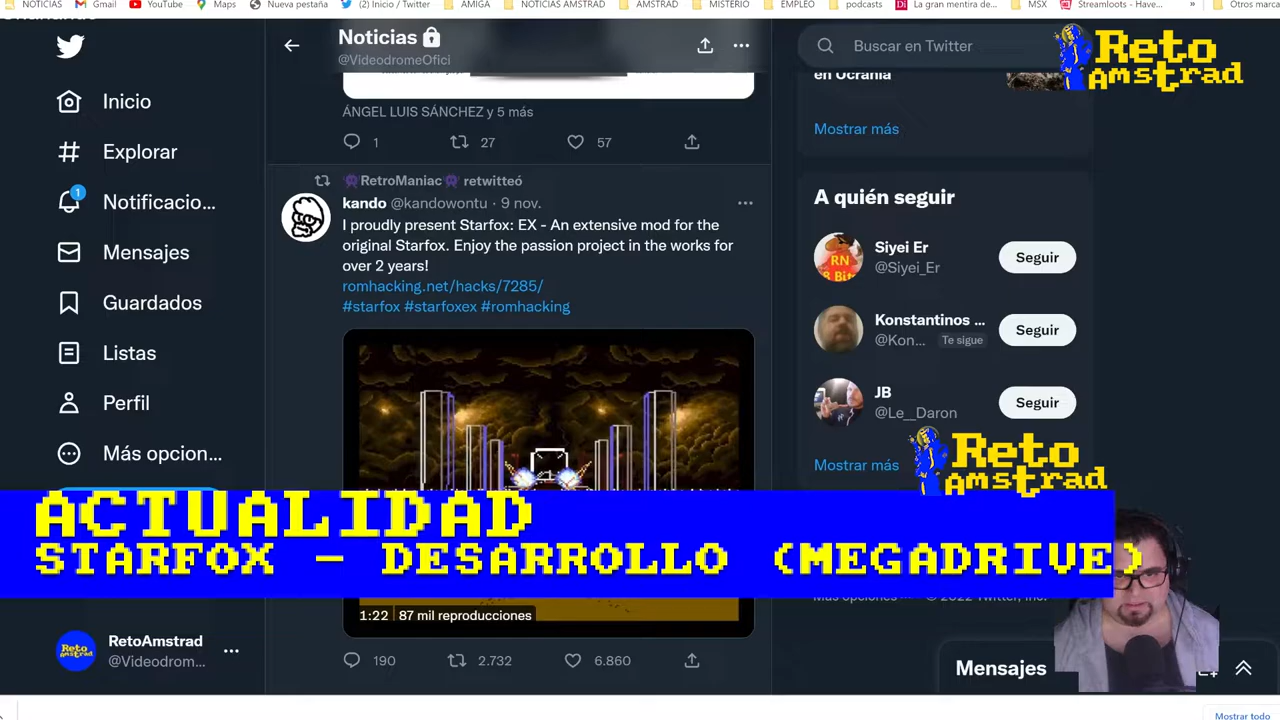 NOTICIAS
Gmail
YouTube
Maps
Nueva pestaña
(2) Inicio / Twitter
AMIGA
NOTICIAS AMSTRAD
AMSTRAD
MISTERIO
EMPLEO
podcasts
La gran mentira de...
MSX
Streamloots - Have...
»
Otros marca
Inicio
Explorar
1
Notificacio...
Mensajes
Guardados
Listas
Perfil
Más opcion...
RetoAmstrad
@Videodrom...
Noticias
@VideodromeOfici
ÁNGEL LUIS SÁNCHEZ y 5 más
1
27
57
RetroManiac retwitteó
kando @kandowontu · 9 nov.
I proudly present Starfox: EX - An extensive mod for the
original Starfox. Enjoy the passion project in the works for
over 2 years!
romhacking.net/hacks/7285/
#starfox #starfoxex #romhacking
1:22 87 mil reproducciones
190
2.732
6.860
Buscar en Twitter
Reto
Amstrad
en Ucrania
Mostrar más
A quién seguir
Siyei Er
@Siyei_Er
Seguir
Konstantinos ...
@Kon... Te sigue
Seguir
JB
@Le__Daron
Seguir
Mostrar más
Reto
Amstrad
ACTUALIDAD
STARFOX - DESARROLLO (MEGADRIVE)
Mensajes
Mostrar todo